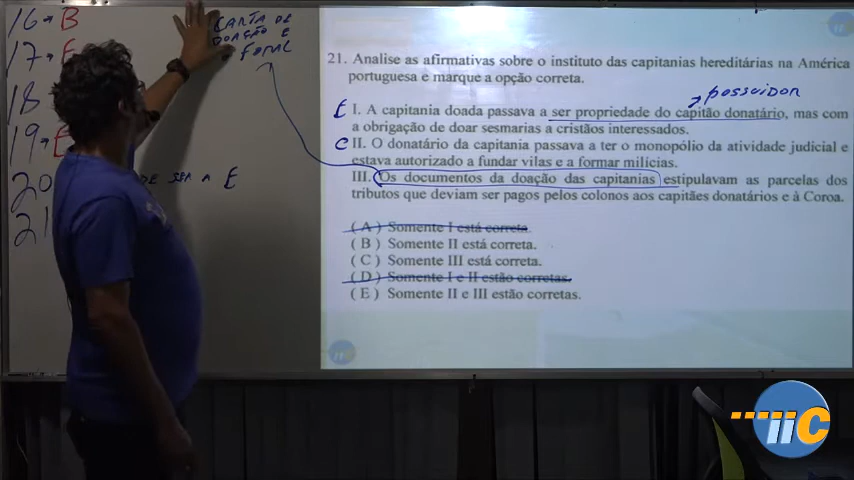 16→ B
17→ E
18
19→ E
20 DE SER A E
21
CARTA DE
DOAÇÃO E
FORAL
21. Analise as afirmativas sobre o instituto das capitanias hereditárias na América
portuguesa e marque a opção correta.
possuidor
E I. A capitania doada passava a ser propriedade do capitão donatário, mas com
a obrigação de doar sesmarias a cristãos interessados.
C II. O donatário da capitania passava a ter o monopólio da atividade judicial e
estava autorizado a fundar vilas e a formar milícias.
III. Os documentos da doação das capitanias estipulavam as parcelas dos
tributos que deviam ser pagos pelos colonos aos capitães donatários e à Coroa.
( A ) Somente I está correta.
( B ) Somente II está correta.
( C ) Somente III está correta.
( D ) Somente I e II estão corretas.
( E ) Somente II e III estão corretas.
iiC